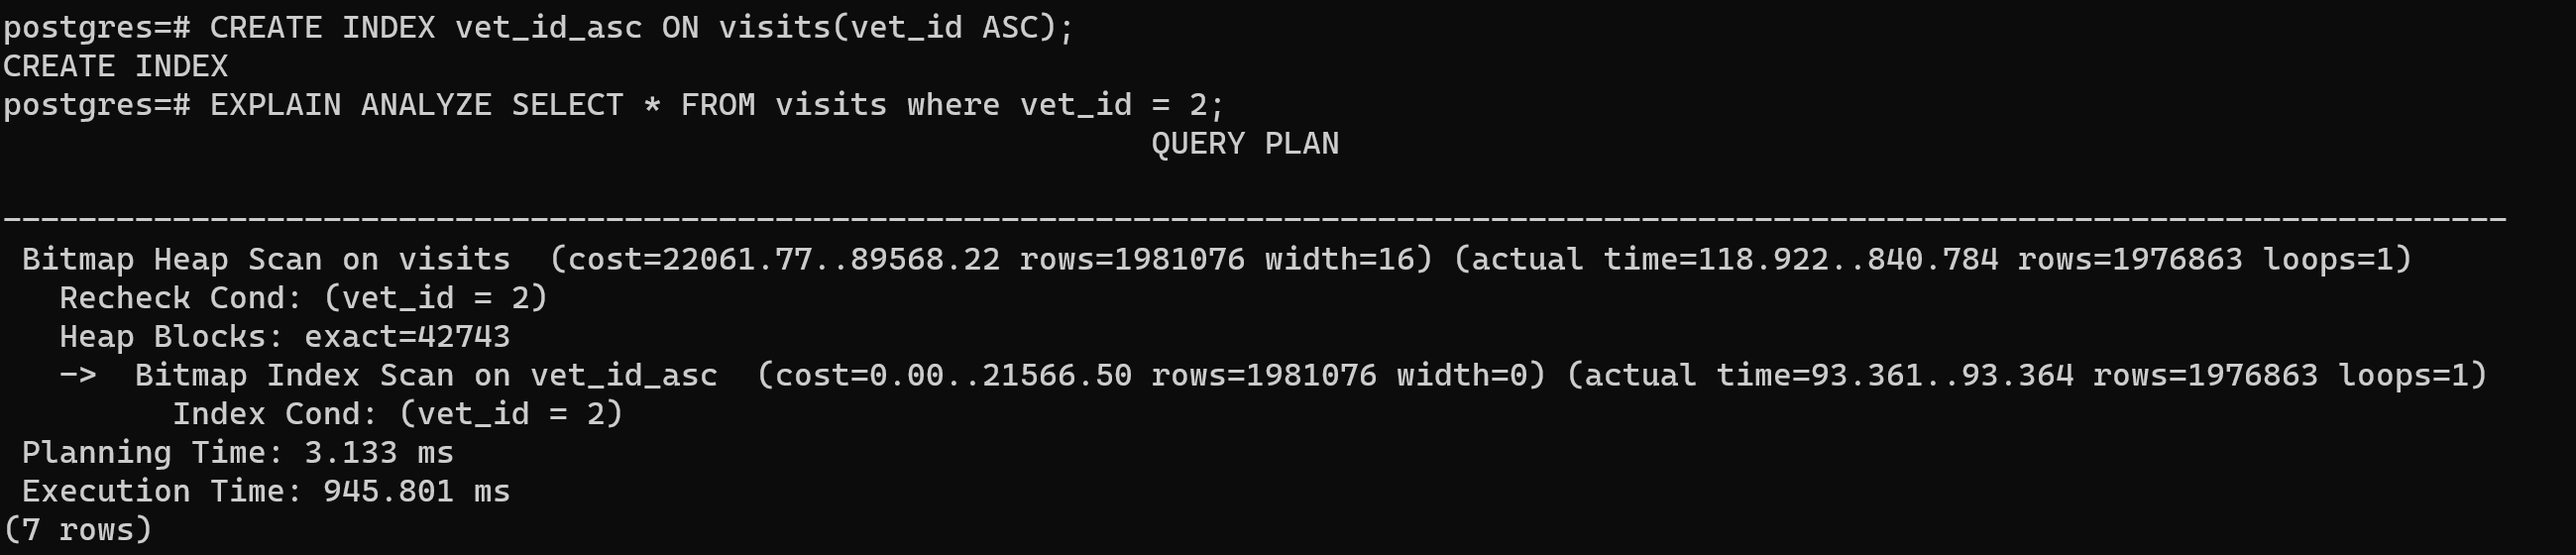 postgres=# CREATE INDEX vet_id_asc ON visits(vet_id ASC);
CREATE INDEX
postgres=# EXPLAIN ANALYZE SELECT * FROM visits where vet_id = 2;
QUERY PLAN
-------------------------------------------------------------------------------------------------------------------------------------
Bitmap Heap Scan on visits  (cost=22061.77..89568.22 rows=1981076 width=16) (actual time=118.922..840.784 rows=1976863 loops=1)
Recheck Cond: (vet_id = 2)
Heap Blocks: exact=42743
->  Bitmap Index Scan on vet_id_asc  (cost=0.00..21566.50 rows=1981076 width=0) (actual time=93.361..93.364 rows=1976863 loops=1)
Index Cond: (vet_id = 2)
Planning Time: 3.133 ms
Execution Time: 945.801 ms
(7 rows)